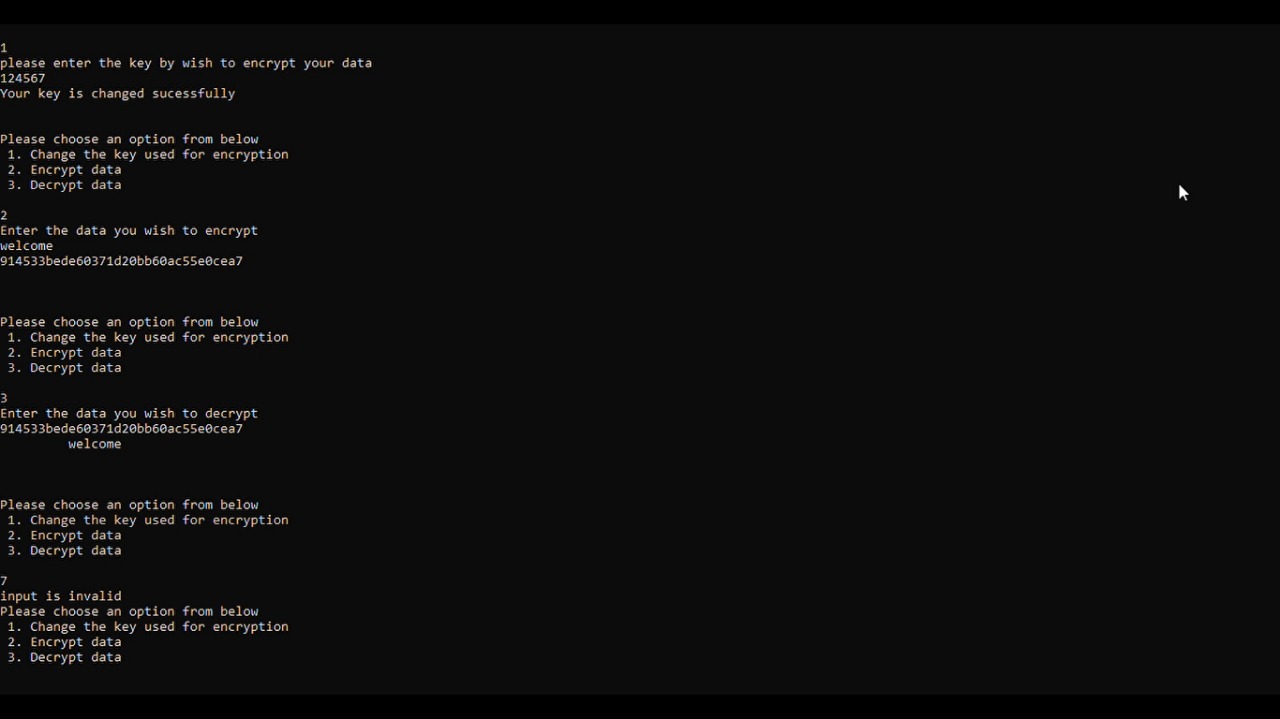 1
please enter the key by wish to encrypt your data
124567
Your key is changed sucessfully
Please choose an option from below
1. Change the key used for encryption
2. Encrypt data
3. Decrypt data
2
Enter the data you wish to encrypt
welcome
914533bede60371d20bb60ac55e0cea7
Please choose an option from below
1. Change the key used for encryption
2. Encrypt data
3. Decrypt data
3
Enter the data you wish to decrypt
914533bede60371d20bb60ac55e0cea7
welcome
Please choose an option from below
1. Change the key used for encryption
2. Encrypt data
3. Decrypt data
7
input is invalid
Please choose an option from below
1. Change the key used for encryption
2. Encrypt data
3. Decrypt data